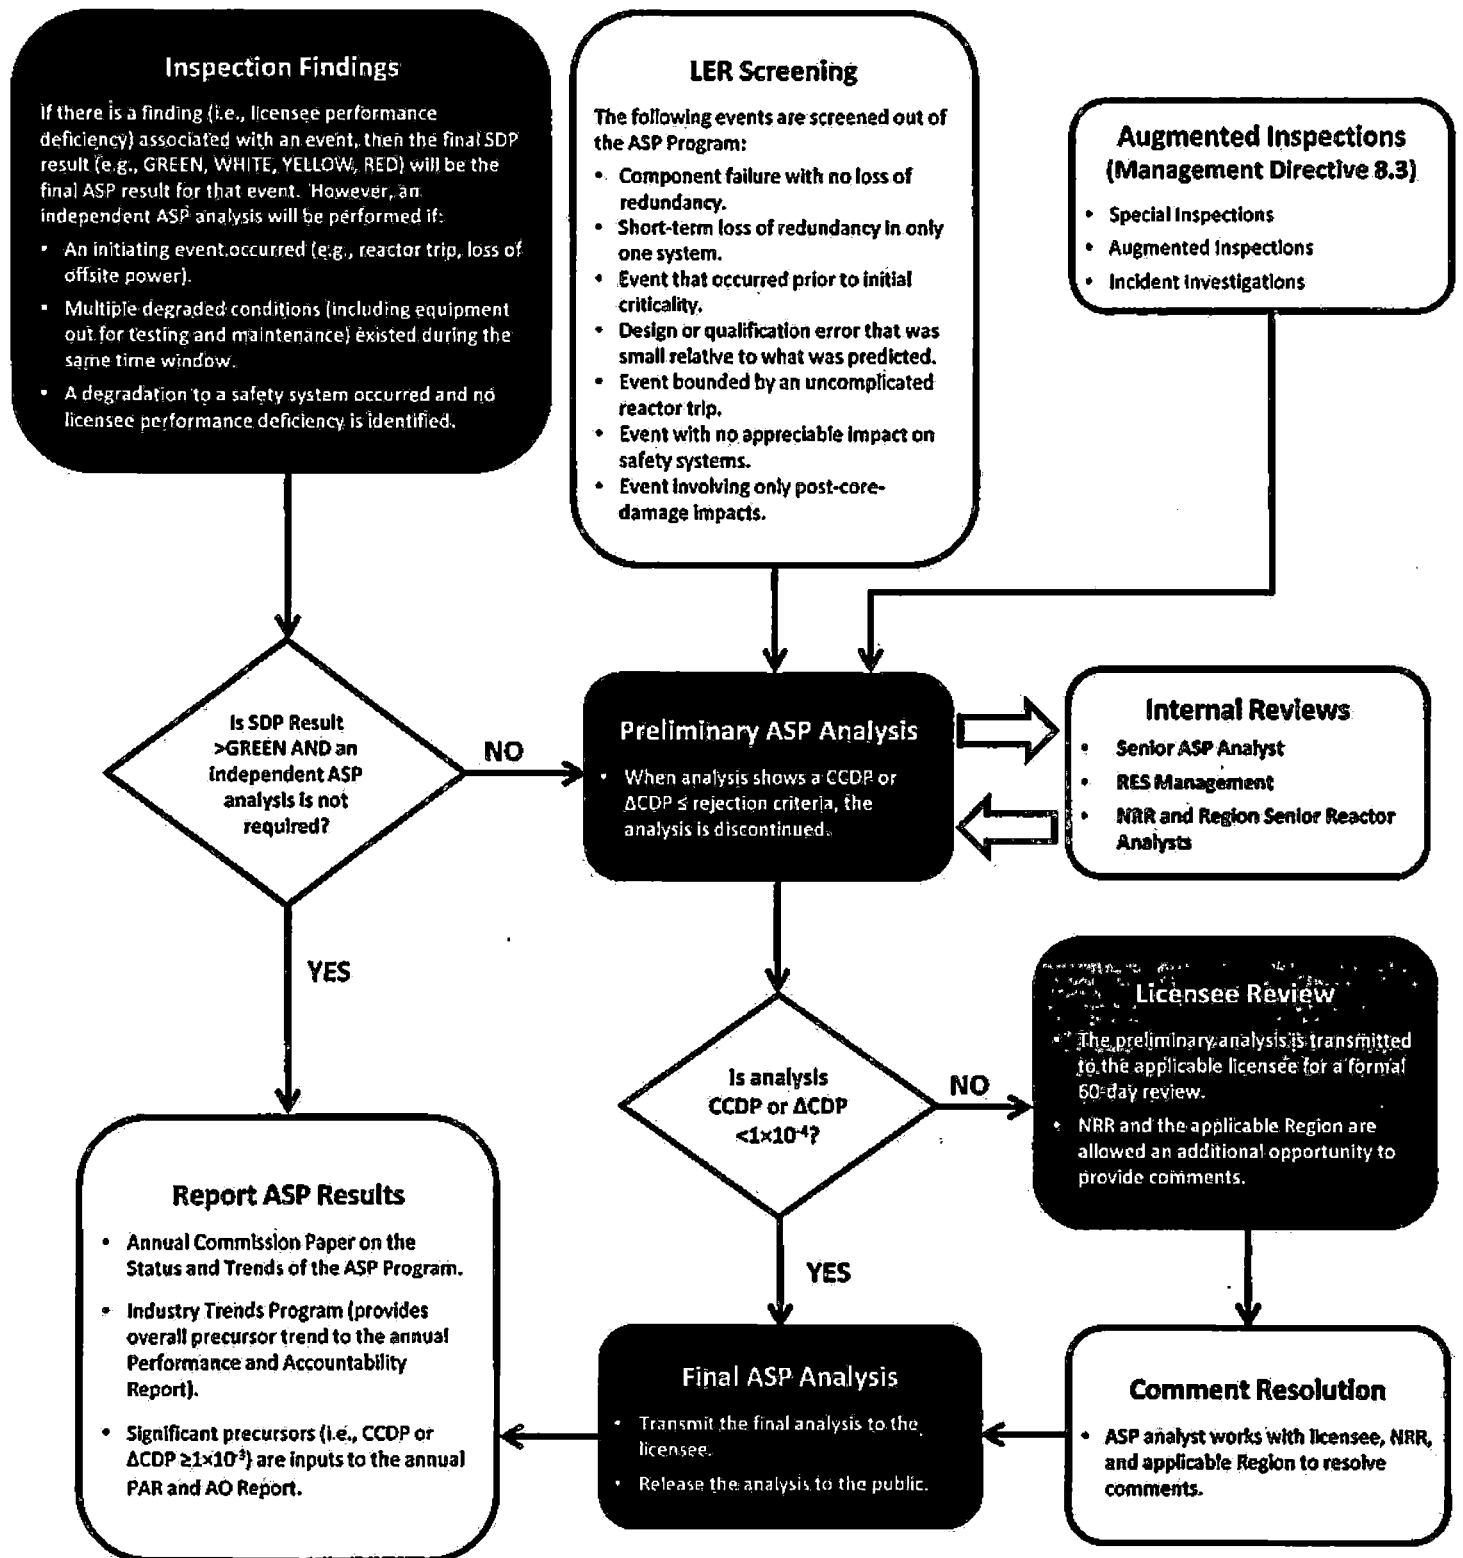 Inspection Findings
If there is a finding (i.e., licensee performance
deficiency) associated with an event, then the final SDP
result (e.g., GREEN, WHITE, YELLOW, RED) will be the
final ASP result for that event. However, an
independent ASP analysis will be performed if:
• An initiating event occurred (e.g., reactor trip, loss of
offsite power).
• Multiple degraded conditions (including equipment
out for testing and maintenance) existed during the
same time window.
• A degradation to a safety system occurred and no
licensee performance deficiency is identified.
LER Screening
The following events are screened out of
the ASP Program:
• Component failure with no loss of
redundancy.
• Short-term loss of redundancy in only
one system.
• Event that occurred prior to initial
criticality.
• Design or qualification error that was
small relative to what was predicted.
• Event bounded by an uncomplicated
reactor trip.
• Event with no appreciable impact on
safety systems.
• Event involving only post-core-
damage impacts.
Augmented Inspections
(Management Directive 8.3)
• Special Inspections
• Augmented Inspections
• Incident Investigations
Is SDP Result
>GREEN AND an
independent ASP
analysis is not
required?
NO
YES
Preliminary ASP Analysis
• When analysis shows a CCDP or
ΔCDP ≤ rejection criteria, the
analysis is discontinued.
Internal Reviews
• Senior ASP Analyst
• RES Management
• NRR and Region Senior Reactor
Analysts
Is analysis
CCDP or ΔCDP
<1×10⁻⁴?
NO
YES
Licensee Review
• The preliminary analysis is transmitted
to the applicable licensee for a formal
60-day review.
• NRR and the applicable Region are
allowed an additional opportunity to
provide comments.
Report ASP Results
• Annual Commission Paper on the
Status and Trends of the ASP Program.
• Industry Trends Program (provides
overall precursor trend to the annual
Performance and Accountability
Report).
• Significant precursors (i.e., CCDP or
ΔCDP ≥1×10⁻³) are inputs to the annual
PAR and AO Report.
Final ASP Analysis
• Transmit the final analysis to the
licensee.
• Release the analysis to the public.
Comment Resolution
• ASP analyst works with licensee, NRR,
and applicable Region to resolve
comments.